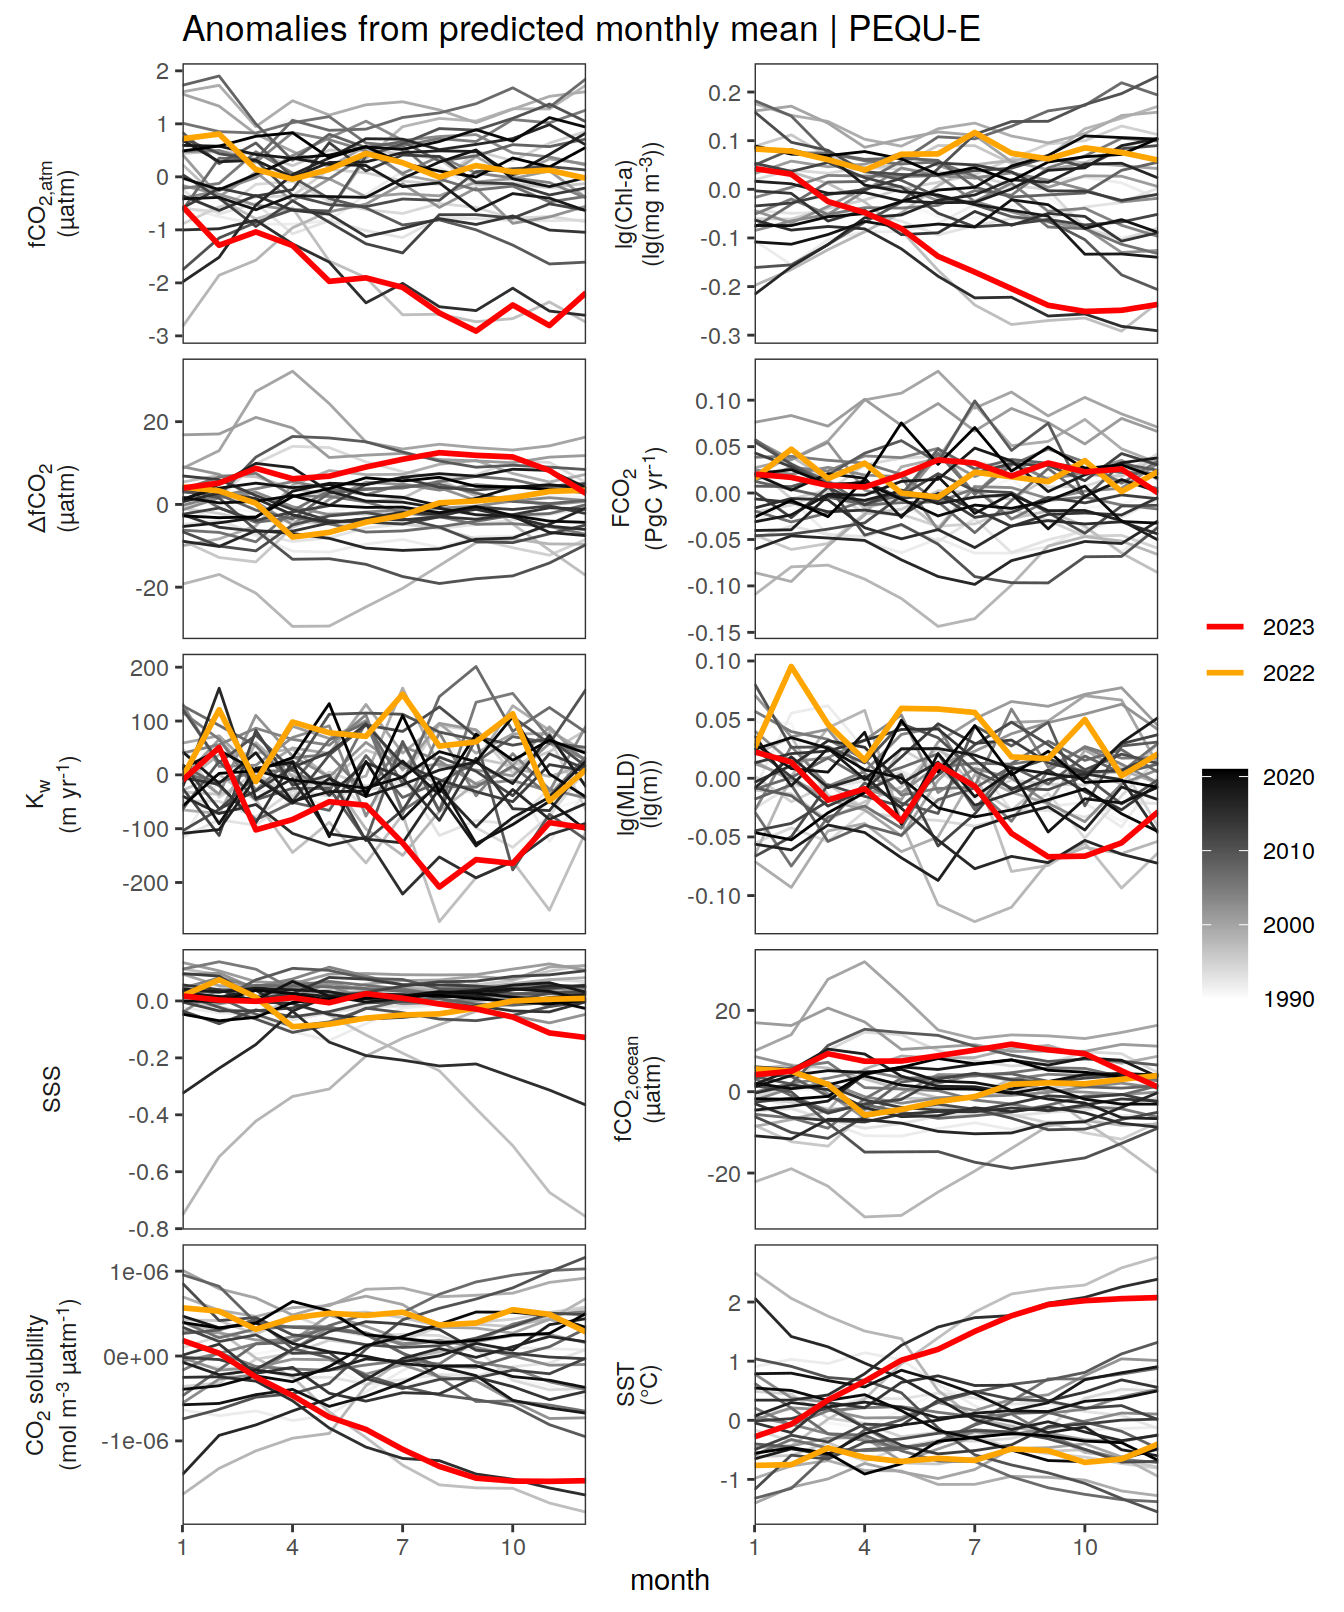 Anomalies from predicted monthly mean | PEQU-E
fCO2,atm
(µatm)
2
1
0
-1
-2
-3
lg(Chl-a)
(lg(mg m-3))
0.2
0.1
0.0
-0.1
-0.2
-0.3
ΔfCO2
(µatm)
20
0
-20
FCO2
(PgC yr-1)
0.10
0.05
0.00
-0.05
-0.10
-0.15
Kw
(m yr-1)
200
100
0
-100
-200
lg(MLD)
(lg(m))
0.10
0.05
0.00
-0.05
-0.10
SSS
0.0
-0.2
-0.4
-0.6
-0.8
fCO2,ocean
(µatm)
20
0
-20
CO2 solubility
(mol m-3 µatm-1)
1e-06
0e+00
-1e-06
SST
(°C)
2
1
0
-1
1 4 7 10
1 4 7 10
month
2023
2022
2020
2010
2000
1990